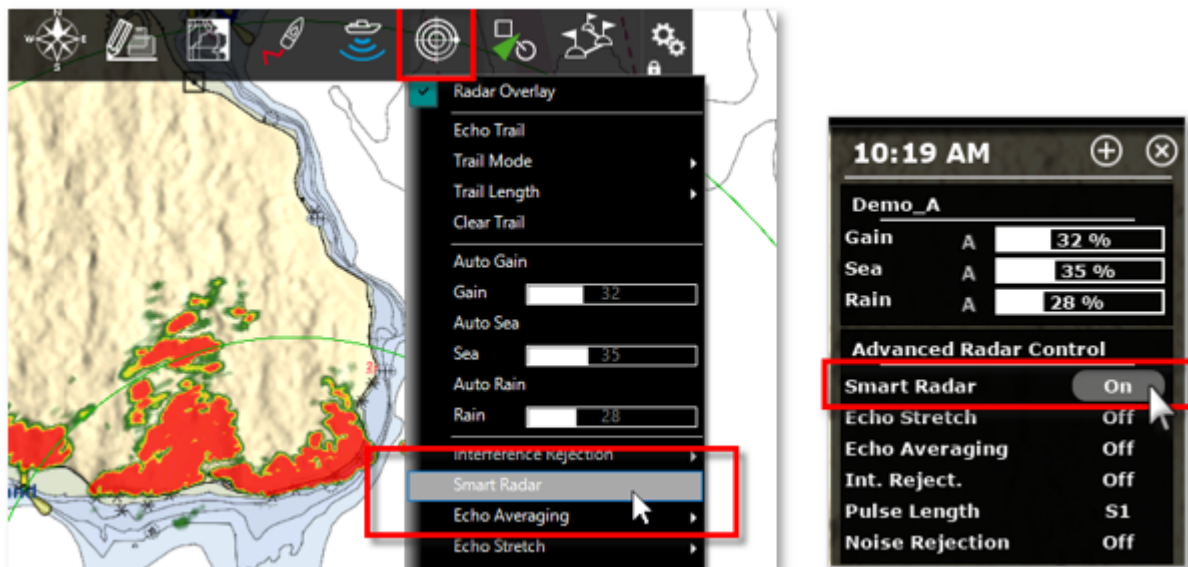 N
W
E
S
Radar Overlay
Echo Trail
Trail Mode
Trail Length
Clear Trail
Auto Gain
Gain 32
Auto Sea
Sea 35
Auto Rain
Rain 28
Interference Rejection
Smart Radar
Echo Averaging
Echo Stretch
10:19 AM
Demo_A
Gain A 32 %
Sea A 35 %
Rain A 28 %
Advanced Radar Control
Smart Radar On
Echo Stretch Off
Echo Averaging Off
Int. Reject. Off
Pulse Length S1
Noise Rejection Off